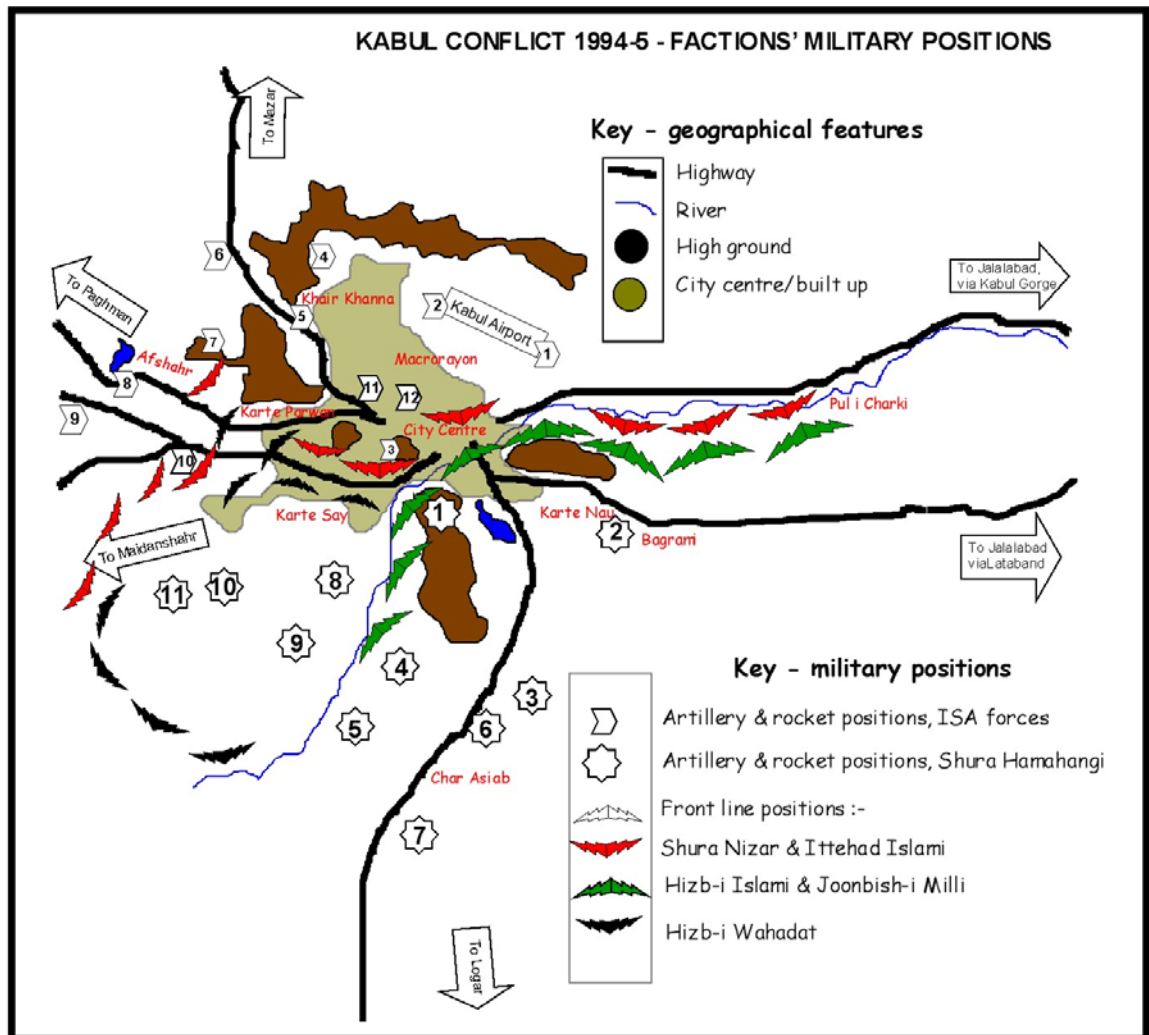 KABUL CONFLICT 1994-5 - FACTIONS' MILITARY POSITIONS
To Mazar
Key - geographical features
Highway
River
High ground
City centre/built up
To Paghman
6
4
Khair Khanna
5
2
Kabul Airport
1
To Jalalabad,
via Kabul Gorge
7
Afshahr
8
9
Macrorayon
11
12
Karte Parwan
City Centre
3
Pul i Charki
10
Karte Say
1
Karte Nau
2
Bagrami
To Maidanshahr
To Jalalabad
viaLataband
11
10
8
9
4
5
3
6
Char Asiab
7
To Logar
Key - military positions
Artillery & rocket positions, ISA forces
Artillery & rocket positions, Shura Hamahangi
Front line positions :-
Shura Nizar & Ittehad Islami
Hizb-i Islami & Joonbish-i Milli
Hizb-i Wahadat